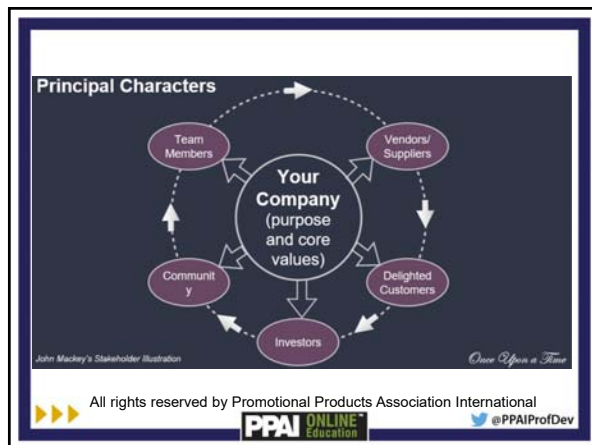 Principal Characters
Team
Members
Vendors/
Suppliers
Your
Company
(purpose
and core
values)
Communit
y
Delighted
Customers
Investors
John Mackey's Stakeholder Illustration
Once Upon a Time
All rights reserved by Promotional Products Association International
PPAI ONLINE
Education
@PPAIProfDev